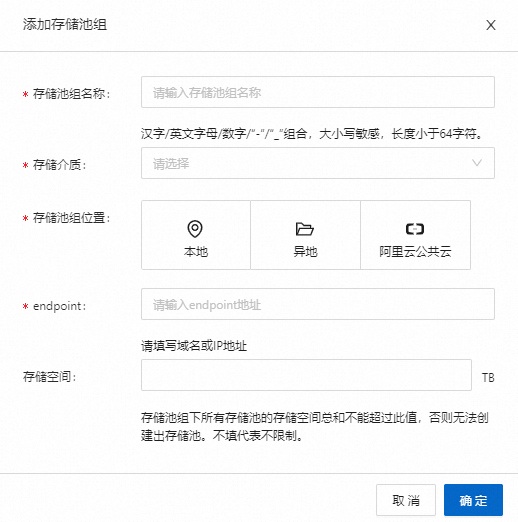 添加存储池组
* 存储池组名称：
请输入存储池组名称
汉字/英文字母/数字/"-"/"_"组合，大小写敏感，长度小于64字符。
* 存储介质：
请选择
* 存储池组位置：
本地
异地
阿里云公共云
* endpoint：
请输入endpoint地址
请填写域名或IP地址
存储空间：
TB
存储池组下所有存储池的存储空间总和不能超过此值，否则无法创
建出存储池。不填代表不限制。
取消
确定